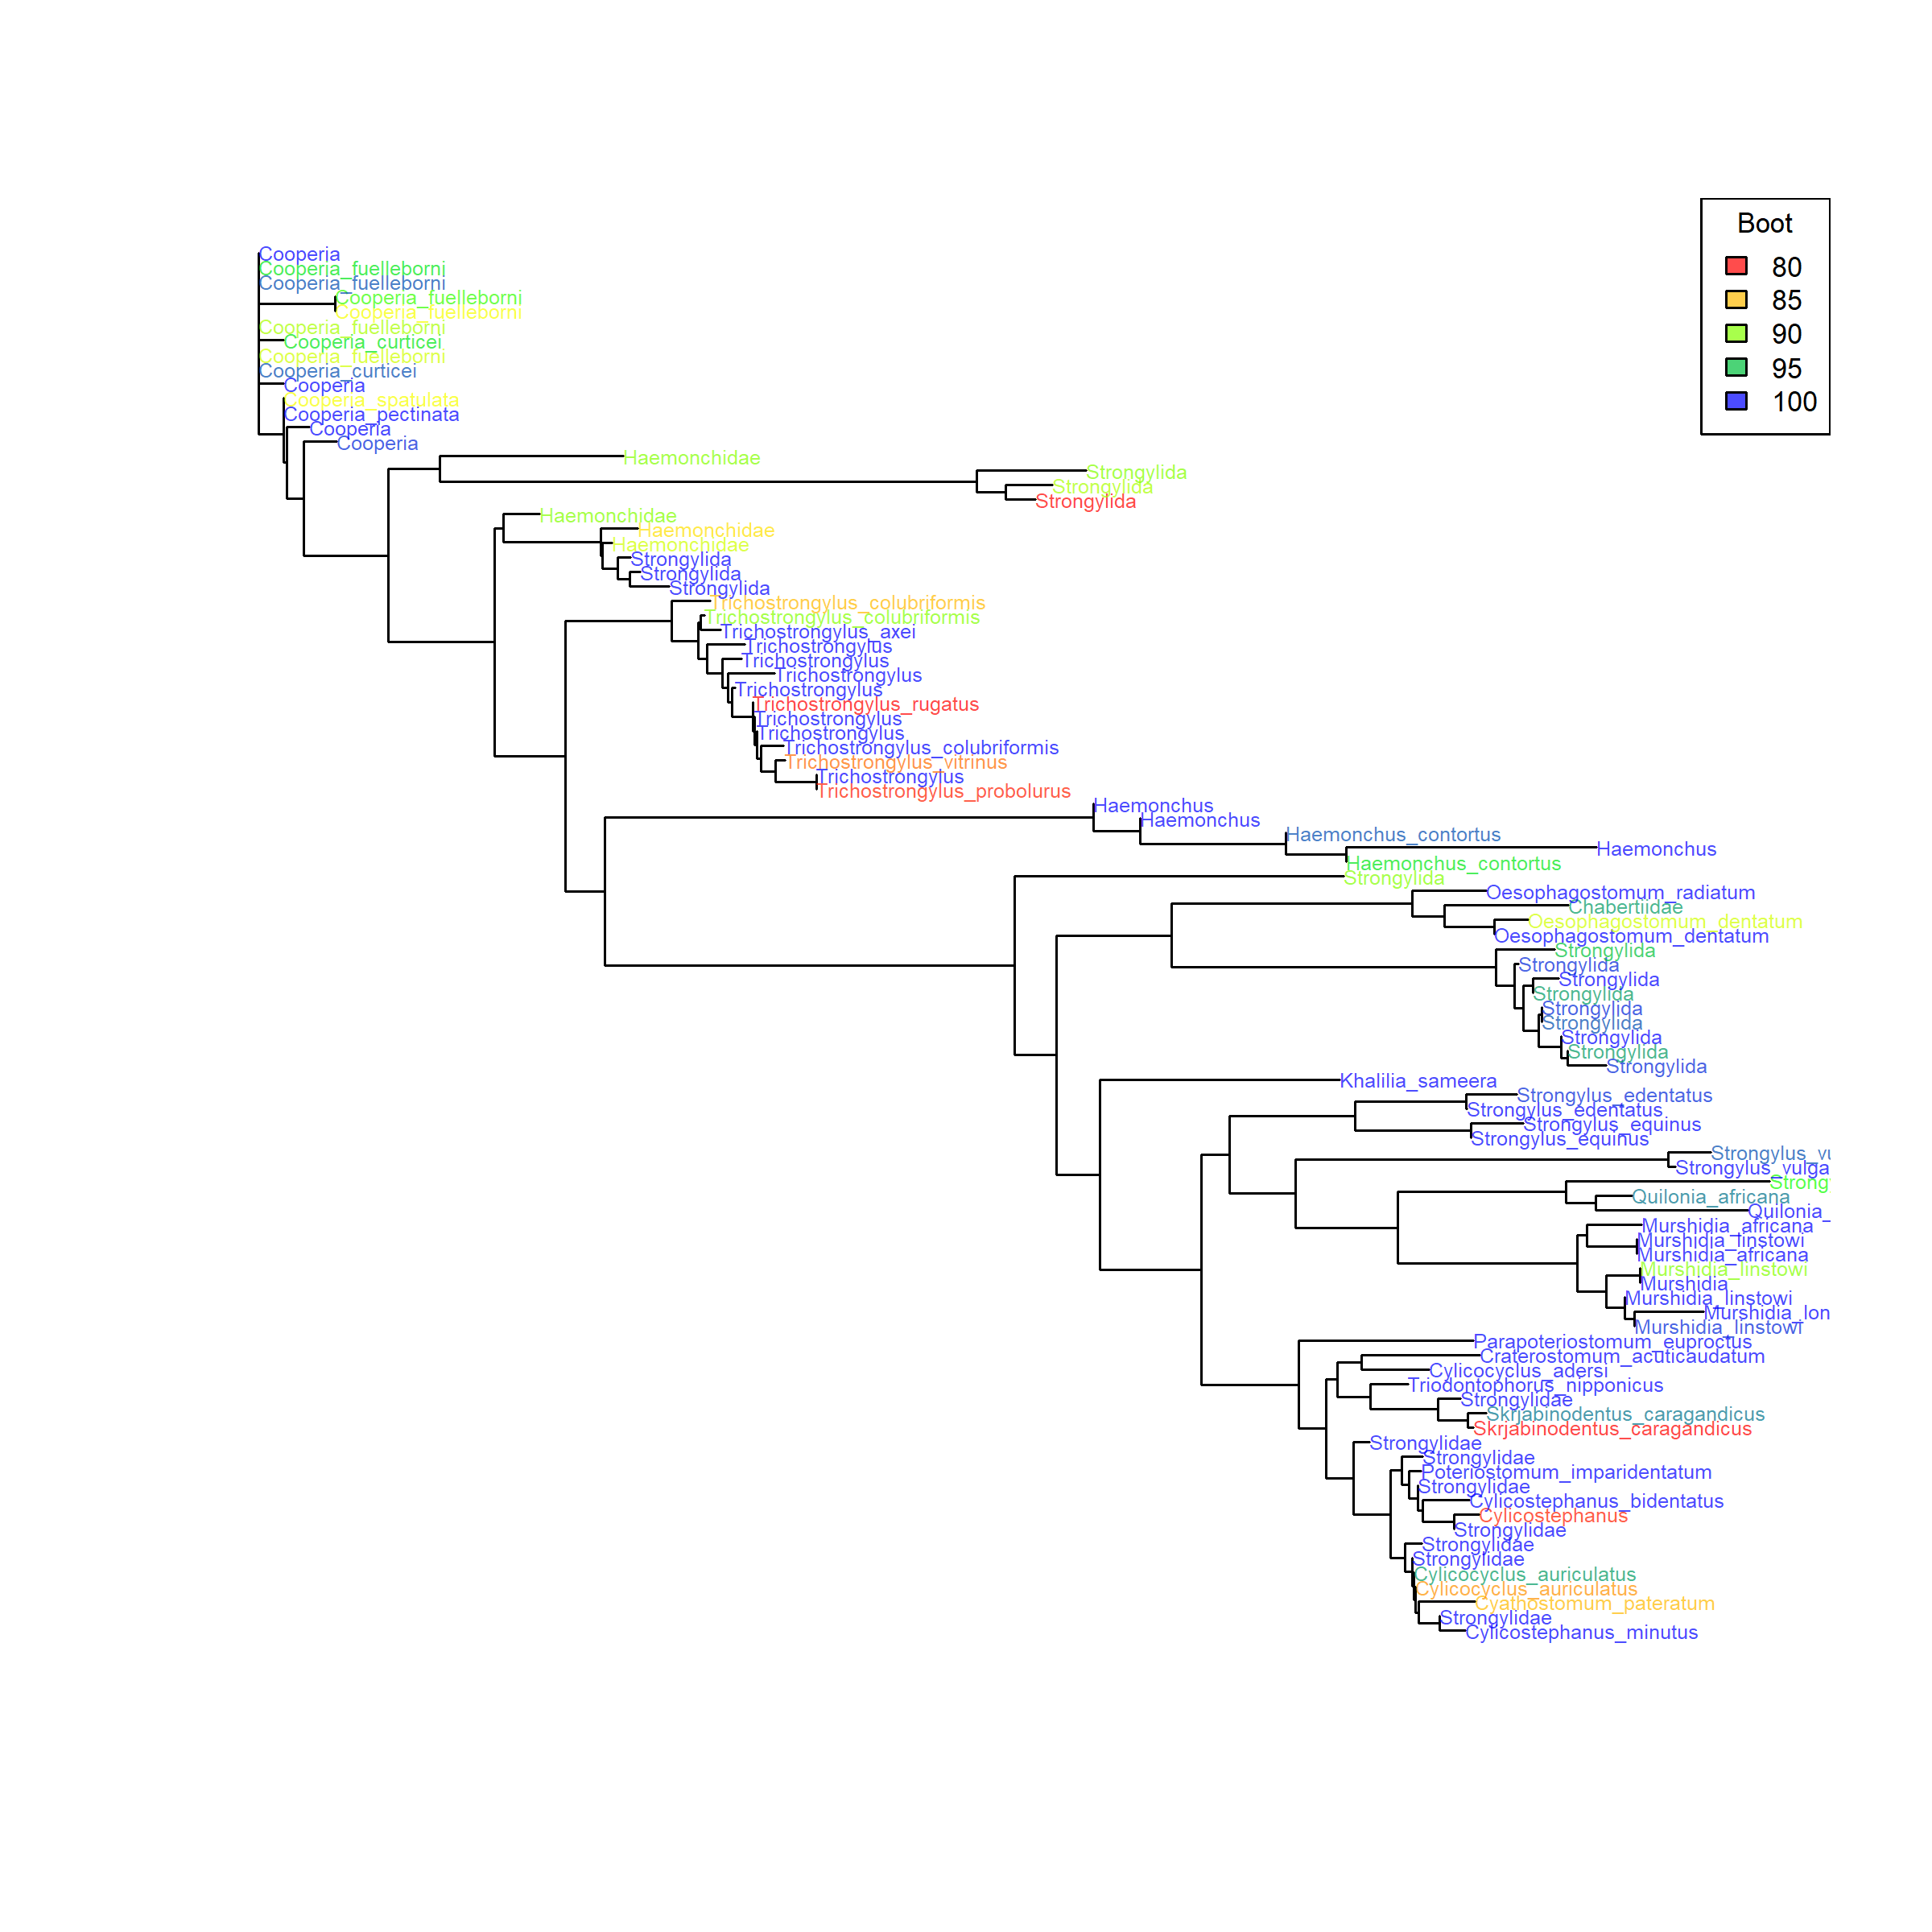 Boot
80
85
90
95
100
Cooperia
Cooperia_fuelleborni
Cooperia_fuelleborni
Cooperia_fuelleborni
Cooperia_fuelleborni
Cooperia_fuelleborni
Cooperia_curticei
Cooperia_fuelleborni
Cooperia_curticei
Cooperia
Cooperia_spatulata
Cooperia_pectinata
Cooperia
Cooperia
Haemonchidae
Strongylida
Strongylida
Strongylida
Haemonchidae
Haemonchidae
Haemonchidae
Strongylida
Strongylida
Strongylida
Trichostrongylus_colubriformis
Trichostrongylus_colubriformis
Trichostrongylus_axei
Trichostrongylus
Trichostrongylus
Trichostrongylus
Trichostrongylus
Trichostrongylus_rugatus
Trichostrongylus
Trichostrongylus
Trichostrongylus_colubriformis
Trichostrongylus_vitrinus
Trichostrongylus
Trichostrongylus_probolurus
Haemonchus
Haemonchus
Haemonchus_contortus
Haemonchus
Haemonchus_contortus
Strongylida
Oesophagostomum_radiatum
Chabertiidae
Oesophagostomum_dentatum
Oesophagostomum_dentatum
Strongylida
Strongylida
Strongylida
Strongylida
Strongylida
Strongylida
Strongylida
Strongylida
Strongylida
Khalilia_sameera
Strongylus_edentatus
Strongylus_edentatus
Strongylus_equinus
Strongylus_equinus
Strongylus_vu
Strongylus_vulga
Strong
Quilonia_africana
Quilonia_
Murshidia_africana
Murshidia_linstowi
Murshidia_africana
Murshidia_linstowi
Murshidia
Murshidia_linstowi
Murshidia_lon
Murshidia_linstowi
Parapoteriostomum_euproctus
Craterostomum_acuticaudatum
Cylicocyclus_adersi
Triodontophorus_nipponicus
Strongylidae
Skrjabinodentus_caragandicus
Skrjabinodentus_caragandicus
Strongylidae
Strongylidae
Poteriostomum_imparidentatum
Strongylidae
Cylicostephanus_bidentatus
Cylicostephanus
Strongylidae
Strongylidae
Strongylidae
Cylicocyclus_auriculatus
Cylicocyclus_auriculatus
Cyathostomum_pateratum
Strongylidae
Cylicostephanus_minutus